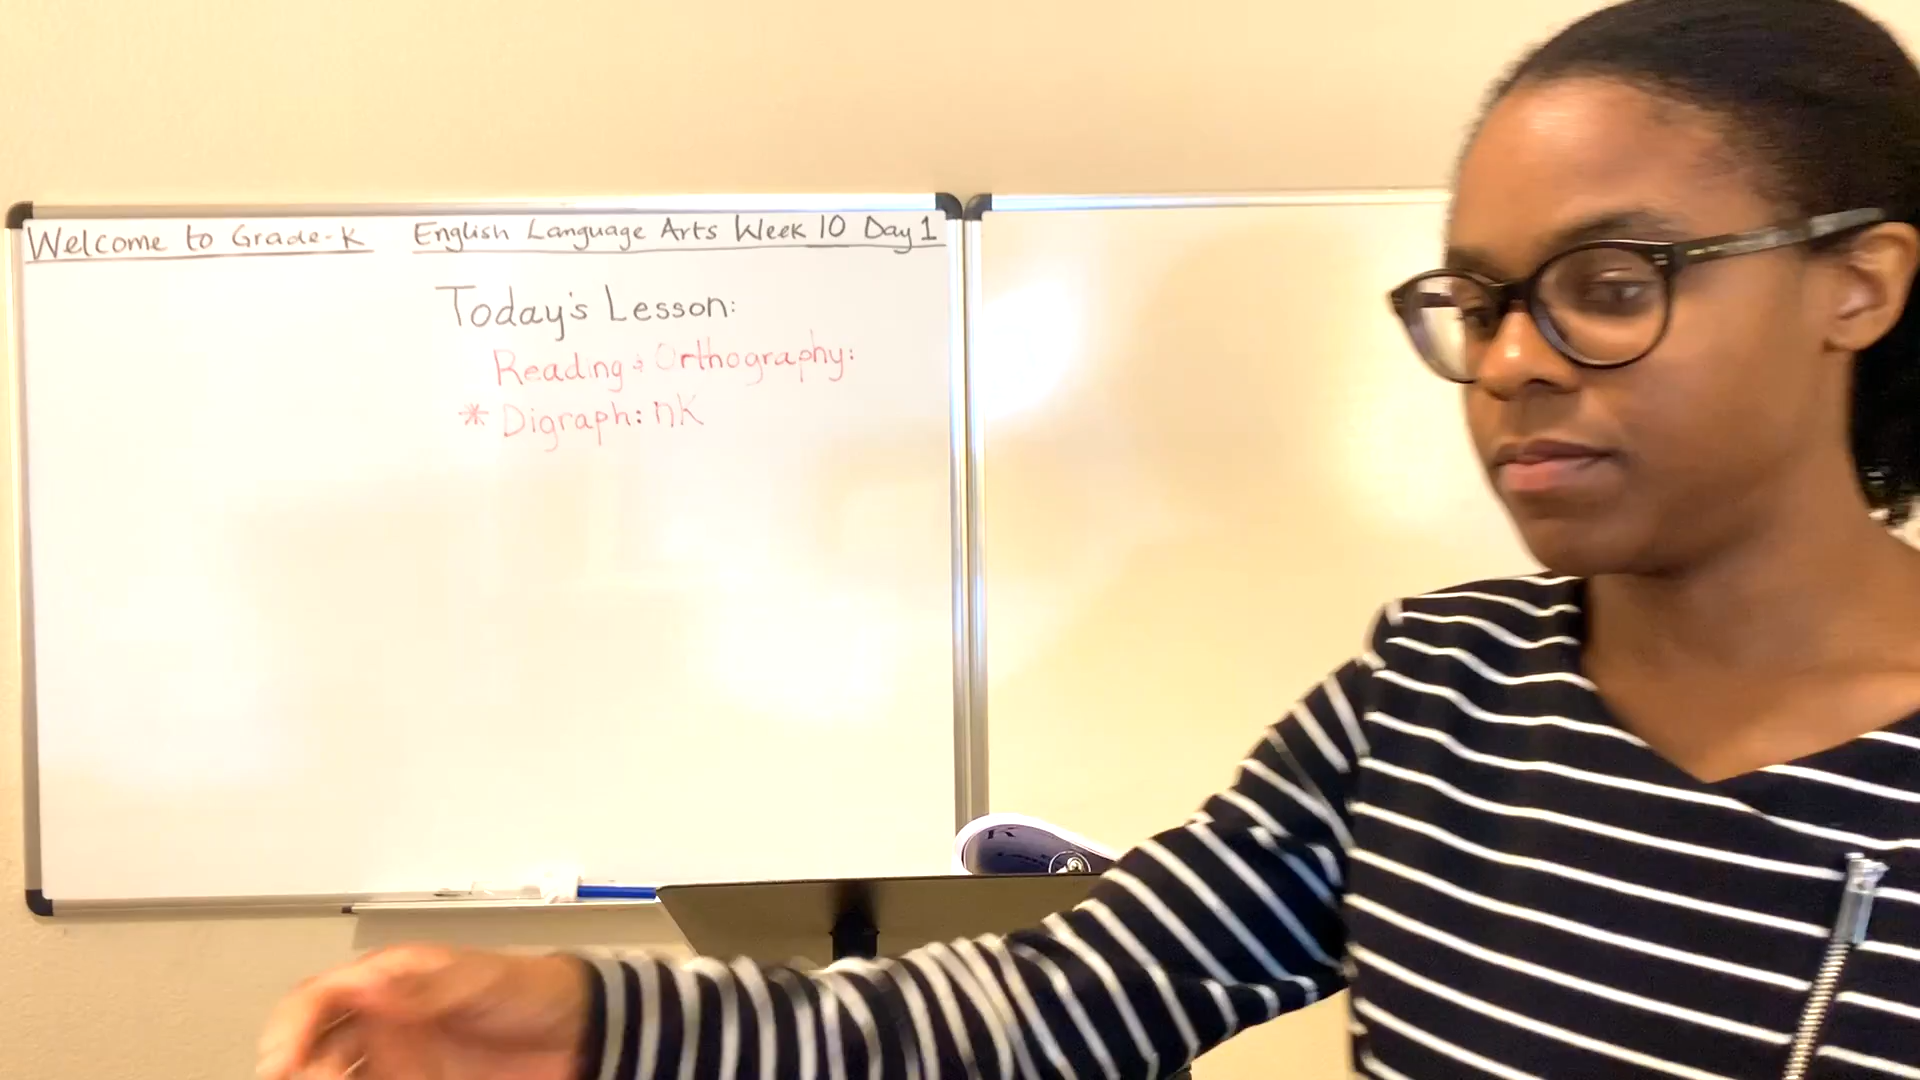 Welcome to Grade-K English Language Arts Week 10 Day 1
Today's Lesson:
Reading & Orthography:
* Digraph: nk
K